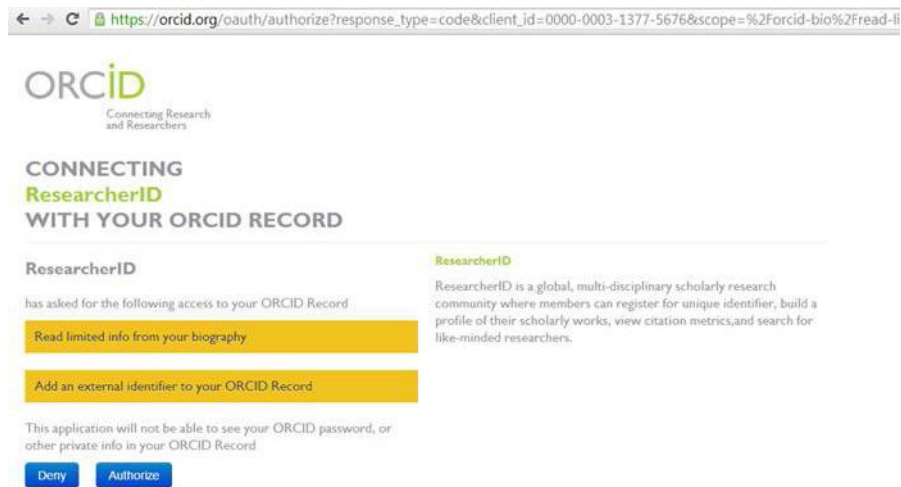 https://orcid.org/oauth/authorize?response_type=code&client_id=0000-0003-1377-5676&scope=%2Forcid-bio%2Fread-li
ORCiD
Connecting Research
and Researchers
CONNECTING
ResearcherID
WITH YOUR ORCID RECORD
ResearcherID
has asked for the following access to your ORCID Record
Read limited info from your biography
Add an external identifier to your ORCID Record
This application will not be able to see your ORCID password, or
other private info in your ORCID Record
Deny Authorize
ResearcherID
ResearcherID is a global, multi-disciplinary scholarly research
community where members can register for unique identifier, build a
profile of their scholarly works, view citation metrics,and search for
like-minded researchers.